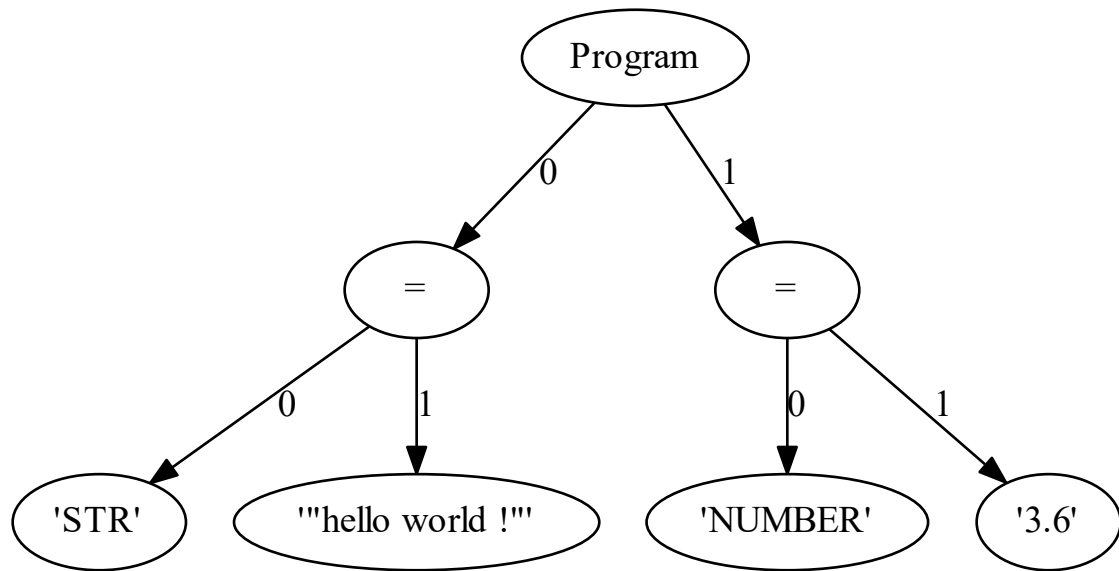 Program
0
1
=
=
0
1
0
1
'STR'
'"hello world !"'
'NUMBER'
'3.6'